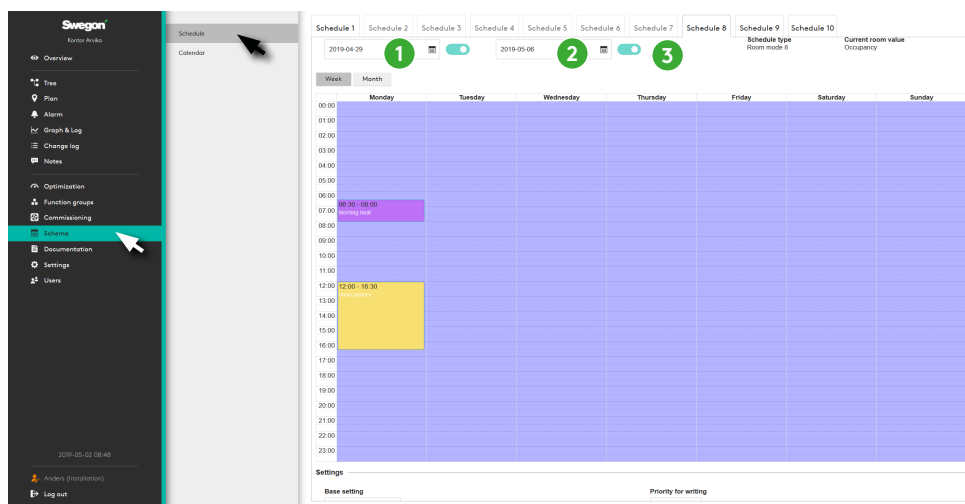 Swegon
Kontor Arvika
Overview
Tree
Plan
Alarm
Graph & Log
Change log
Notes
Optimization
Function groups
Commissioning
Schema
Documentation
Settings
Users
2019-05-02 08:48
Anders (Installation)
Log out
Schedule
Calendar
Schedule 1 Schedule 2 Schedule 3 Schedule 4 Schedule 5 Schedule 6 Schedule 7 Schedule 8 Schedule 9 Schedule 10
Schedule type Current room value
2019-04-29 1 2019-05-06 2 3 Room mode 8 Occupancy
Week Month
Monday Tuesday Wednesday Thursday Friday Saturday Sunday
00:00
01:00
02:00
03:00
04:00
05:00
06:00
06:30 - 08:00
07:00 Morning heat
08:00
09:00
10:00
11:00
12:00 12:00 - 16:30
13:00
14:00
15:00
16:00
17:00
18:00
19:00
20:00
21:00
22:00
23:00
Settings
Base setting Priority for writing